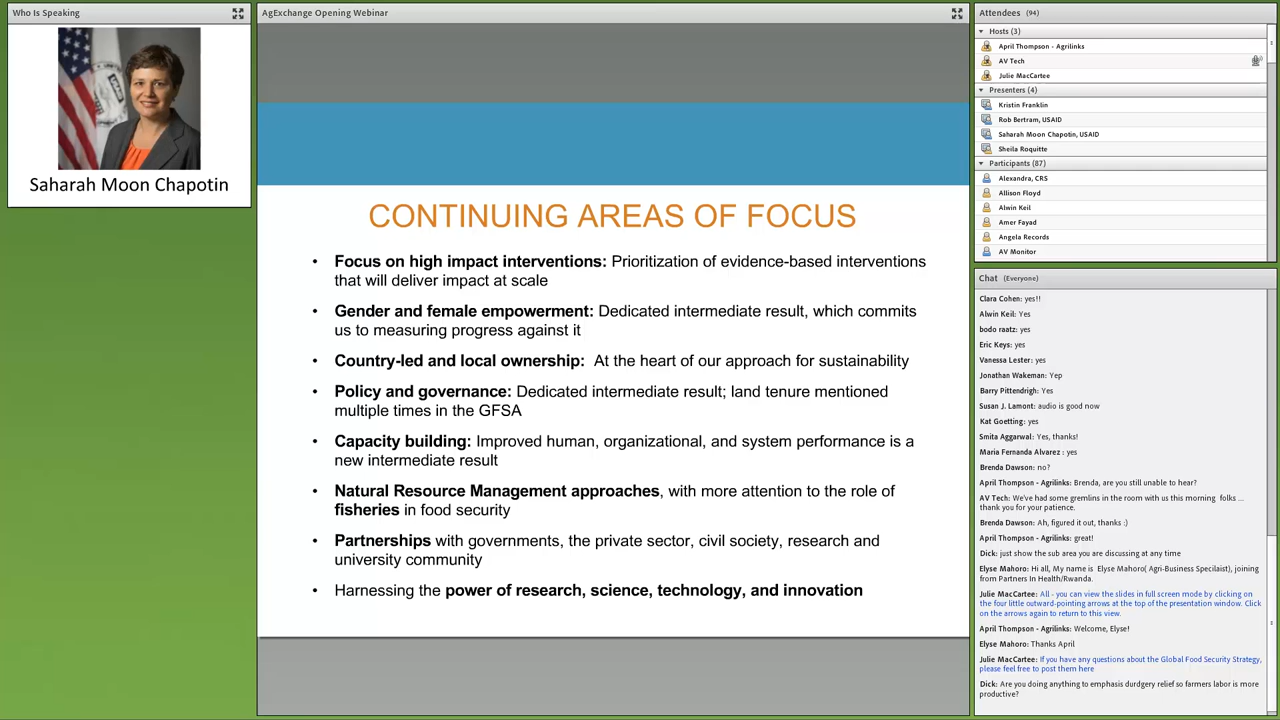 Who Is Speaking
Saharah Moon Chapotin
AgExchange Opening Webinar
CONTINUING AREAS OF FOCUS
• Focus on high impact interventions: Prioritization of evidence-based interventions
that will deliver impact at scale
• Gender and female empowerment: Dedicated intermediate result, which commits
us to measuring progress against it
• Country-led and local ownership: At the heart of our approach for sustainability
• Policy and governance: Dedicated intermediate result; land tenure mentioned
multiple times in the GFSA
• Capacity building: Improved human, organizational, and system performance is a
new intermediate result
• Natural Resource Management approaches, with more attention to the role of
fisheries in food security
• Partnerships with governments, the private sector, civil society, research and
university community
• Harnessing the power of research, science, technology, and innovation
Attendees (94)
Hosts (3)
April Thompson - Agrilinks
AV Tech
Julie MacCartee
Presenters (4)
Kristin Franklin
Rob Bertram, USAID
Saharah Moon Chapotin, USAID
Sheila Roquitte
Participants (87)
Alexandra, CRS
Allison Floyd
Alwin Keil
Amer Fayad
Angela Records
AV Monitor
Chat (Everyone)
Clara Cohen: yes!!
Alwin Keil: Yes
bodo raatz: yes
Eric Keys: yes
Vanessa Lester: yes
Jonathan Wakeman: Yep
Barry Pittendrigh: Yes
Susan J. Lamont: audio is good now
Kat Goetting: yes
Smita Aggarwal: Yes, thanks!
Maria Fernanda Alvarez : yes
Brenda Dawson: no?
April Thompson - Agrilinks: Brenda, are you still unable to hear?
AV Tech: We've had some gremlins in the room with us this morning folks ...
thank you for your patience.
Brenda Dawson: Ah, figured it out, thanks :)
April Thompson - Agrilinks: great!
Dick: just show the sub area you are discussing at any time
Elyse Mahoro: Hi all, My name is Elyse Mahoro( Agri-Business Specilaist), joining
from Partners In Health/Rwanda.
Julie MacCartee: All - you can view the slides in full screen mode by clicking on
the four little outward-pointing arrows at the top of the presentation window. Click
on the arrows again to return to this view.
April Thompson - Agrilinks: Welcome, Elyse!
Elyse Mahoro: Thanks April
Julie MacCartee: If you have any questions about the Global Food Security Strategy,
please feel free to post them here
Dick: Are you doing anything to emphasis durdgery relief so farmers labor is more
productive?